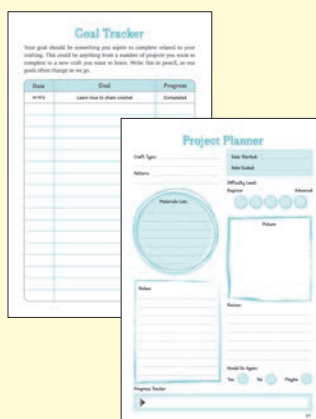 Goal Tracker
Your goal should be something you aspire to complete related to your
crafting. This could be anything from a number of projects you want to
complete to a new craft you want to learn. Write this in pencil, as our
goals often change as we go.
Date Goal Progress
Learn how to chain crochet Completed
Project Planner
Craft Type:
Pattern:
Date Started:
Date Ended:
Difficulty Level:
Beginner Advanced
Materials List:
Picture
Notes:
Review:
Would Do Again:
Yes No Maybe
Progress Tracker